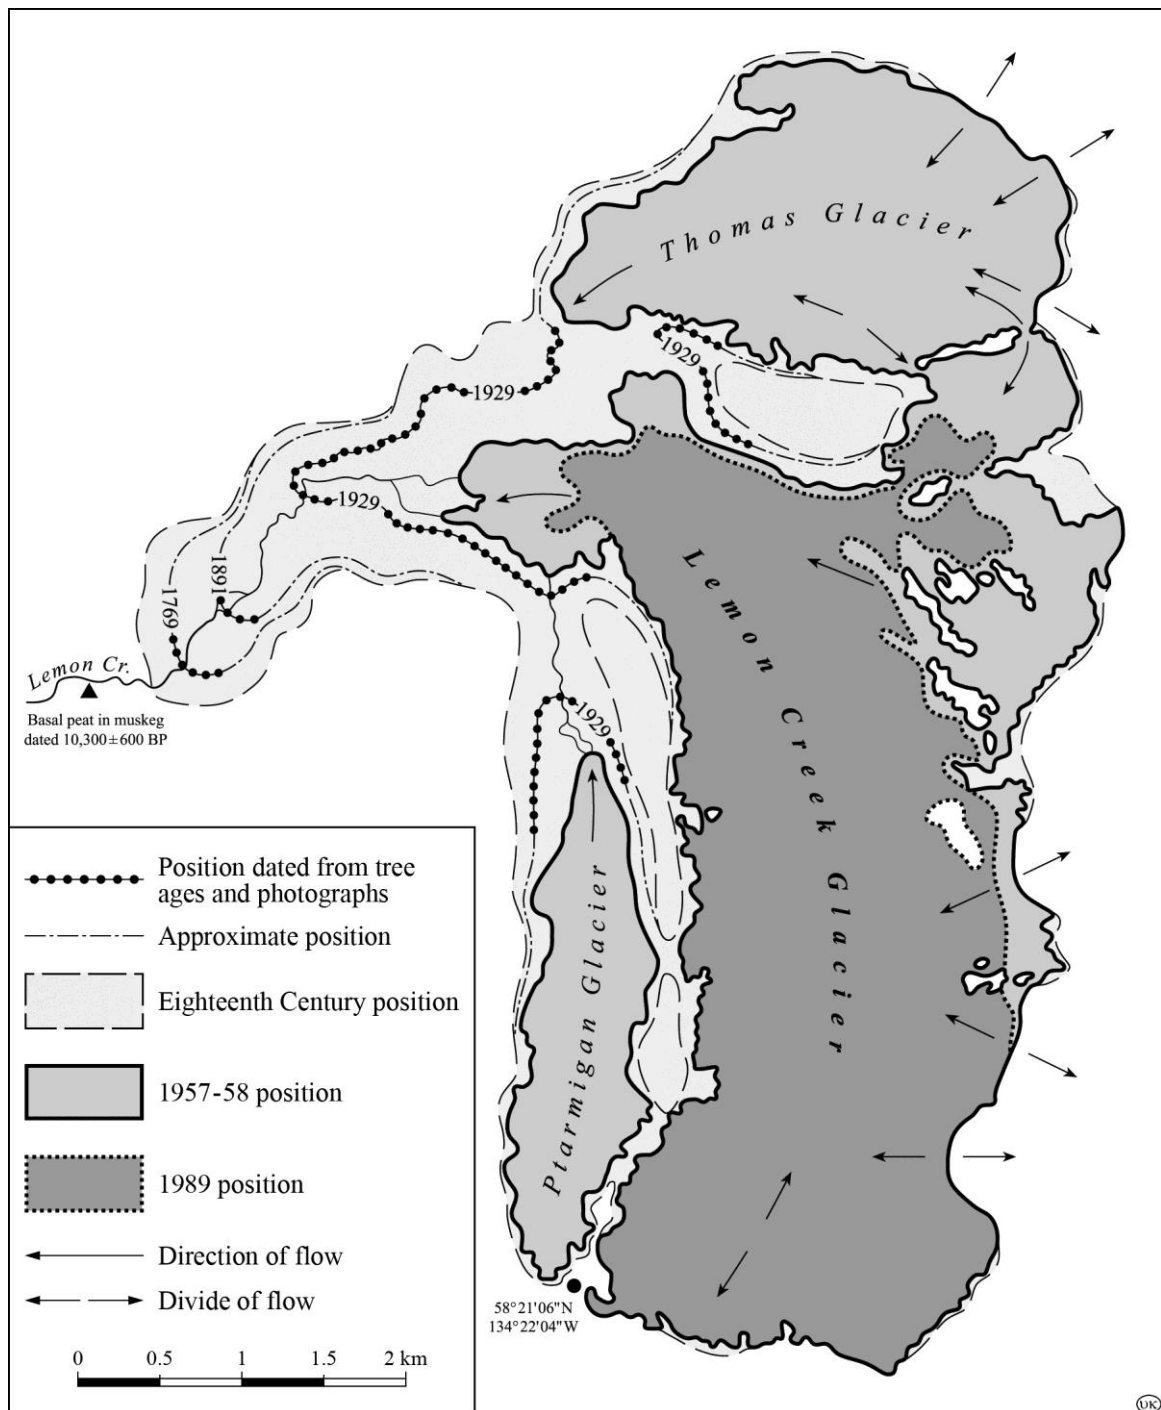 Thomas Glacier
1929
1929
1929
1891
1769
Lemon Cr.
Basal peat in muskeg
dated 10,300±600 BP
1929
Lemon Creek Glacier
Ptarmigan Glacier
Position dated from tree
ages and photographs
Approximate position
Eighteenth Century position
1957-58 position
1989 position
Direction of flow
Divide of flow
0 0.5 1 1.5 2 km
58°21'06"N
134°22'04"W